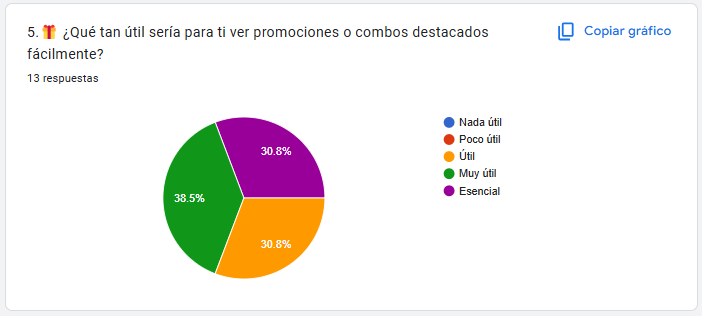 5.🎁 ¿Qué tan útil sería para ti ver promociones o combos destacados
fácilmente?
Copiar gráfico
13 respuestas
30.8%
38.5%
30.8%
Nada útil
Poco útil
Útil
Muy útil
Esencial